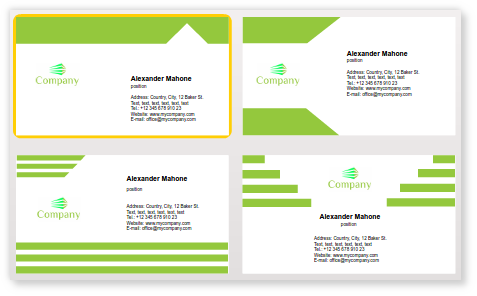 Company
Alexander Mahone
position
Address: Country, City, 12 Baker St.
Text, text, text, text, text, text
Tel.: +12 345 678 910 23
Website: www.mycompany.com
E-mail: office@mycompany.com
Company
Alexander Mahone
position
Address: Country, City, 12 Baker St.
Text, text, text, text, text, text
Tel.: +12 345 678 910 23
Website: www.mycompany.com
E-mail: office@mycompany.com
Company
Alexander Mahone
position
Address: Country, City, 12 Baker St.
Text, text, text, text, text, text
Tel.: +12 345 678 910 23
Website: www.mycompany.com
E-mail: office@mycompany.com
Company
Alexander Mahone
position
Address: Country, City, 12 Baker St.
Text, text, text, text, text, text
Tel.: +12 345 678 910 23
Website: www.mycompany.com
E-mail: office@mycompany.com